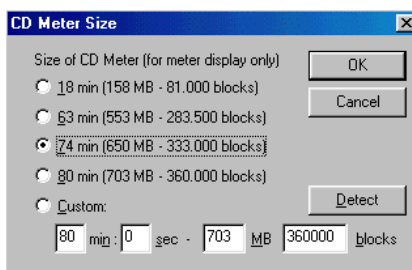 CD Meter Size
Size of CD Meter (for meter display only)
18 min (158 MB - 81.000 blocks)
63 min (553 MB - 283.500 blocks)
74 min (650 MB - 333.000 blocks)
80 min (703 MB - 360.000 blocks)
Custom:
80 min : 0 sec - 703 MB 360000 blocks
OK
Cancel
Detect